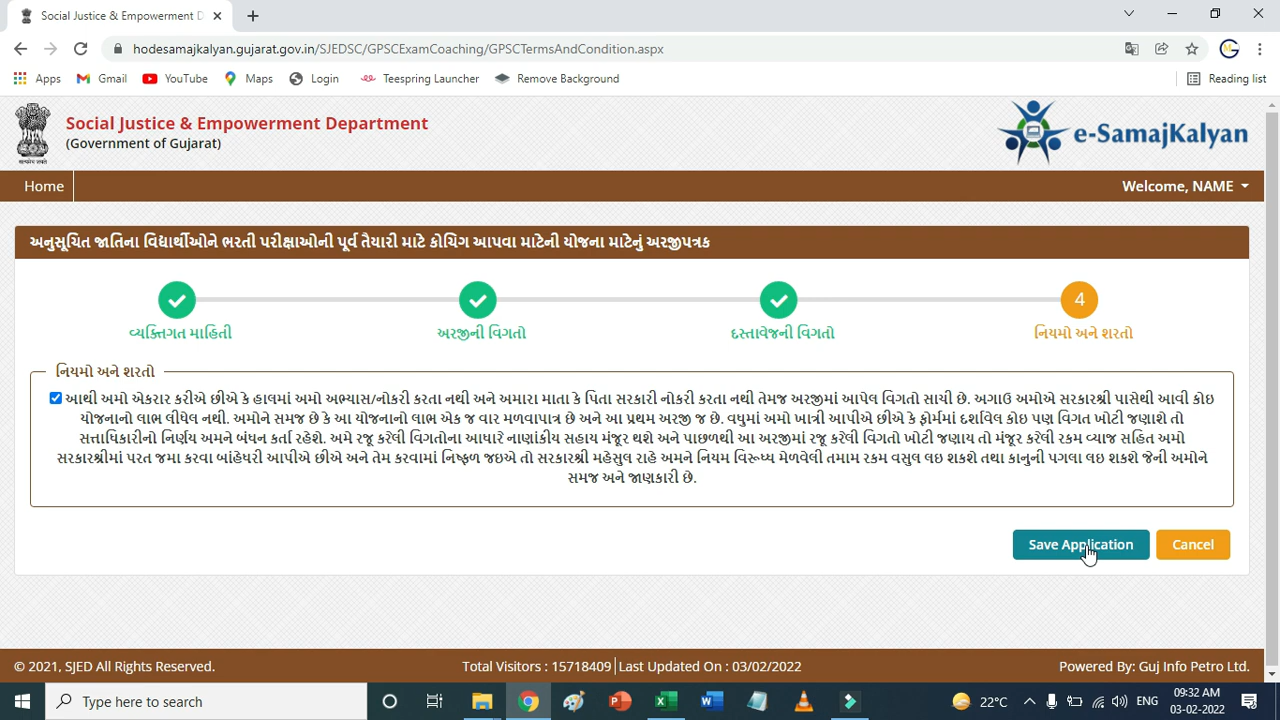 Social Justice & Empowerment D
hodesamajkalyan.gujarat.gov.in/SJEDSC/GPSCExamCoaching/GPSCTermsAndCondition.aspx
Apps Gmail YouTube Maps Login Teespring Launcher Remove Background Reading list
Social Justice & Empowerment Department
(Government of Gujarat)
e-SamajKalyan
Home Welcome, NAME
અનુસૂચિત જાતિના વિદ્યાર્થીઓને ભરતી પરીક્ષાઓની પૂર્વ તૈયારી માટે કોચિગ આપવા માટેની યોજના માટેનું અરજીપત્રક
4
વ્યક્તિગત માહિતી અરજીની વિગતો દસ્તાવેજની વિગતો નિયમો અને શરતો
નિયમો અને શરતો
આથી અમો એકરાર કરીએ છીએ કે હાલમાં અમો અભ્યાસ/નોકરી કરતા નથી અને અમારા માતા કે પિતા સરકારી નોકરી કરતા નથી તેમજ અરજીમાં આપેલ વિગતો સાચી છે. અગાઉ અમોએ સરકારશ્રી પાસેથી આવી કોઇ
યોજનાનો લાભ લીધેલ નથી. અમોને સમજ છે કે આ યોજનાનો લાભ એક જ વાર મળવાપાત્ર છે અને આ પ્રથમ અરજી જ છે. વધુમાં અમો ખાત્રી આપીએ છીએ કે ફોર્મમાં દર્શાવેલ કોઇ પણ વિગત ખોટી જણાશે તો
સત્તાધિકારીનો નિર્ણય અમને બંધન કર્તા રહેશે. અમે રજૂ કરેલી વિગતોના આધારે નાણાંકીય સહાય મંજૂર થશે અને પાછળથી આ અરજીમાં રજૂ કરેલી વિગતો ખોટી જણાય તો મંજૂર કરેલી રકમ વ્યાજ સહિત અમો
સરકારશ્રીમાં પરત જમા કરવા બાંહેધરી આપીએ છીએ અને તેમ કરવામાં નિષ્ફળ જઇએ તો સરકારશ્રી મહેસુલ રાહે અમને નિયમ વિરૂધ્ધ મેળવેલી તમામ રકમ વસુલ લઇ શકશે તથા કાનુની પગલા લઇ શકશે જેની અમોને
સમજ અને જાણકારી છે.
Save Application Cancel
© 2021, SJED All Rights Reserved. Total Visitors : 15718409 Last Updated On : 03/02/2022 Powered By: Guj Info Petro Ltd.
Type here to search 22°C ENG 09:32 AM
03-02-2022